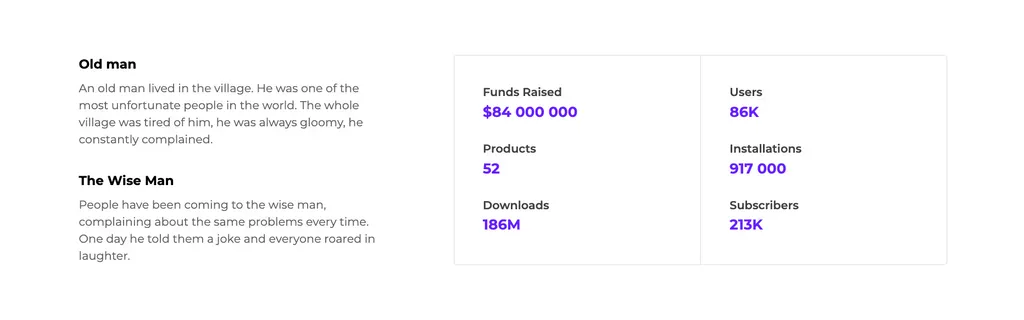 Old man
An old man lived in the village. He was one of the
most unfortunate people in the world. The whole
village was tired of him, he was always gloomy, he
constantly complained.
The Wise Man
People have been coming to the wise man,
complaining about the same problems every time.
One day he told them a joke and everyone roared in
laughter.
Funds Raised
$84 000 000
Products
52
Downloads
186M
Users
86K
Installations
917 000
Subscribers
213K